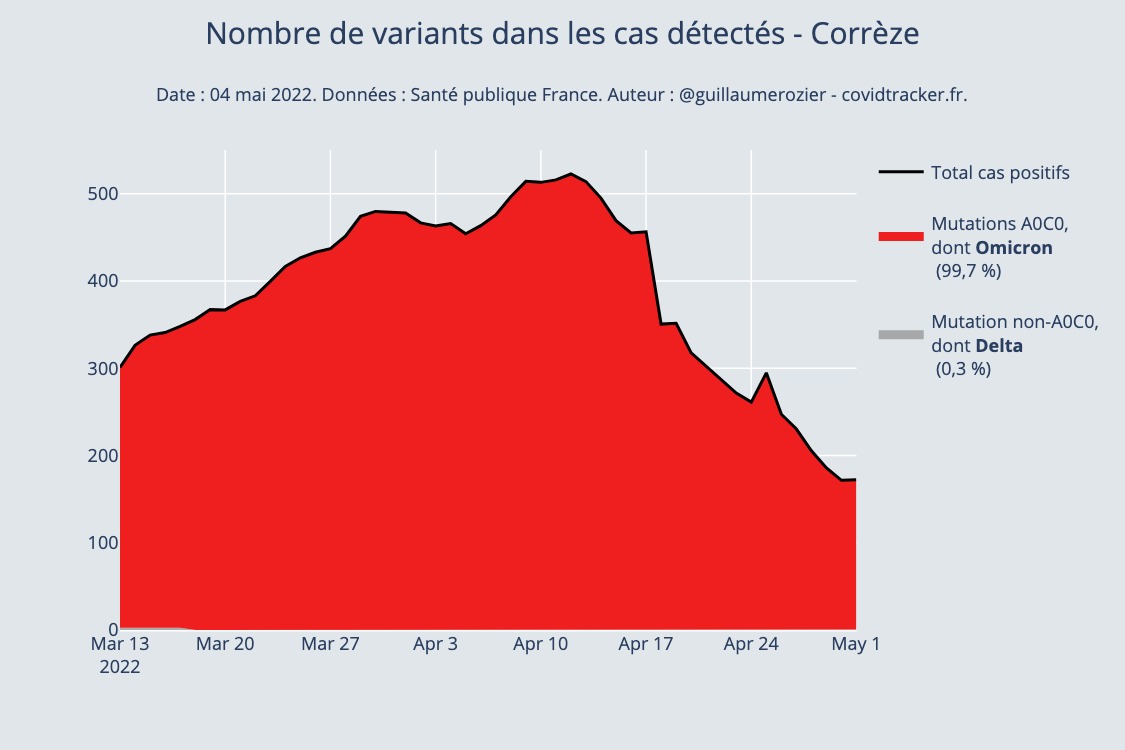 Nombre de variants dans les cas détectés - Corrèze
Date : 04 mai 2022. Données : Santé publique France. Auteur : @guillaumerozier - covidtracker.fr.
Total cas positifs
Mutations A0C0,
dont Omicron
(99,7 %)
Mutation non-A0C0,
dont Delta
(0,3 %)
500
400
300
200
100
0
Mar 13
2022
Mar 20
Mar 27
Apr 3
Apr 10
Apr 17
Apr 24
May 1